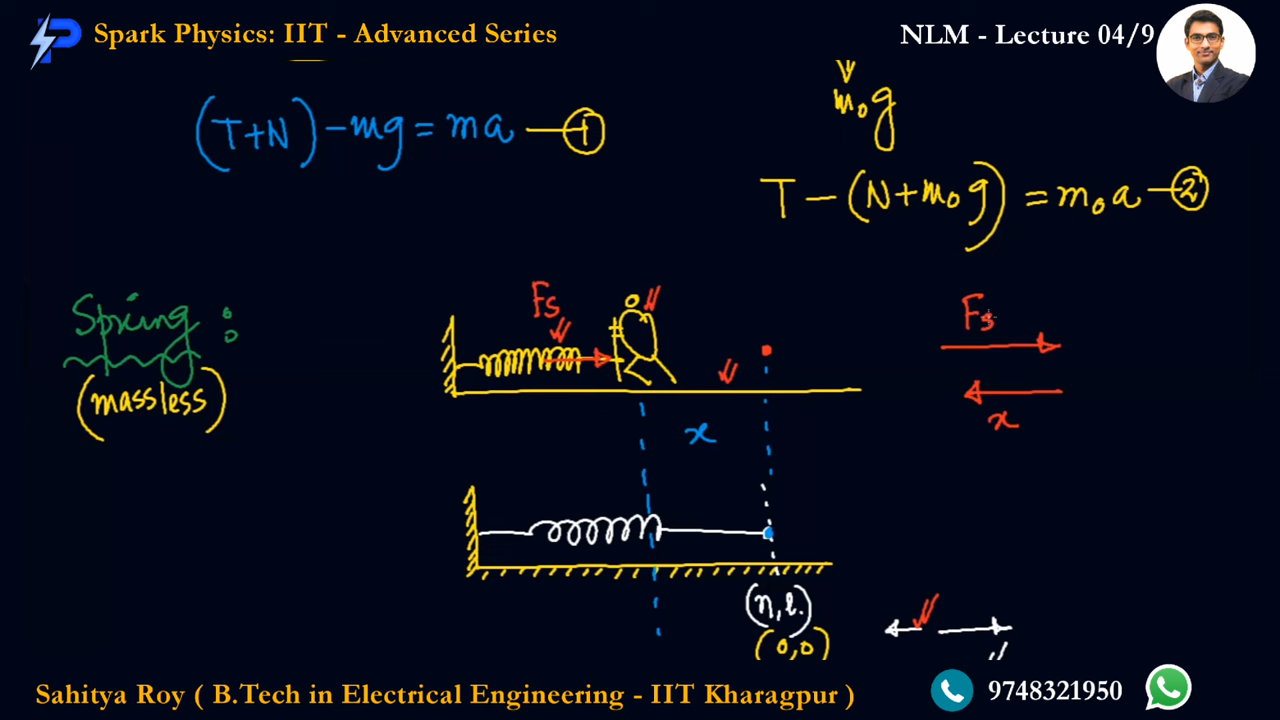 Spark Physics: IIT - Advanced Series
NLM - Lecture 04/9
(T+N) - mg = ma — ①
m₀g
T - (N+m₀g) = m₀a — ②
Spring :
(massless)
Fs
x
Fs
x
(n,l.)
(0,0)
Sahitya Roy ( B.Tech in Electrical Engineering - IIT Kharagpur )
9748321950